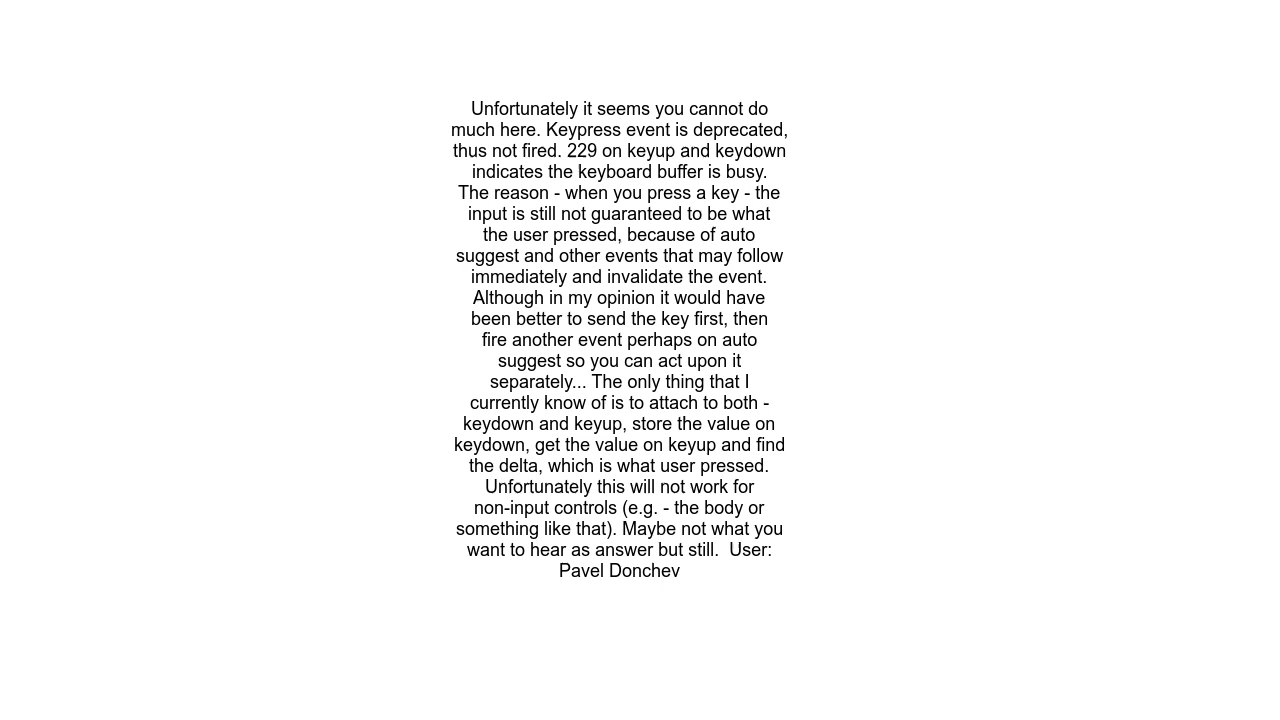 Unfortunately it seems you cannot do
much here. Keypress event is deprecated,
thus not fired. 229 on keyup and keydown
indicates the keyboard buffer is busy.
The reason - when you press a key - the
input is still not guaranteed to be what
the user pressed, because of auto
suggest and other events that may follow
immediately and invalidate the event.
Although in my opinion it would have
been better to send the key first, then
fire another event perhaps on auto
suggest so you can act upon it
separately... The only thing that I
currently know of is to attach to both -
keydown and keyup, store the value on
keydown, get the value on keyup and find
the delta, which is what user pressed.
Unfortunately this will not work for
non-input controls (e.g. - the body or
something like that). Maybe not what you
want to hear as answer but still.  User:
Pavel Donchev